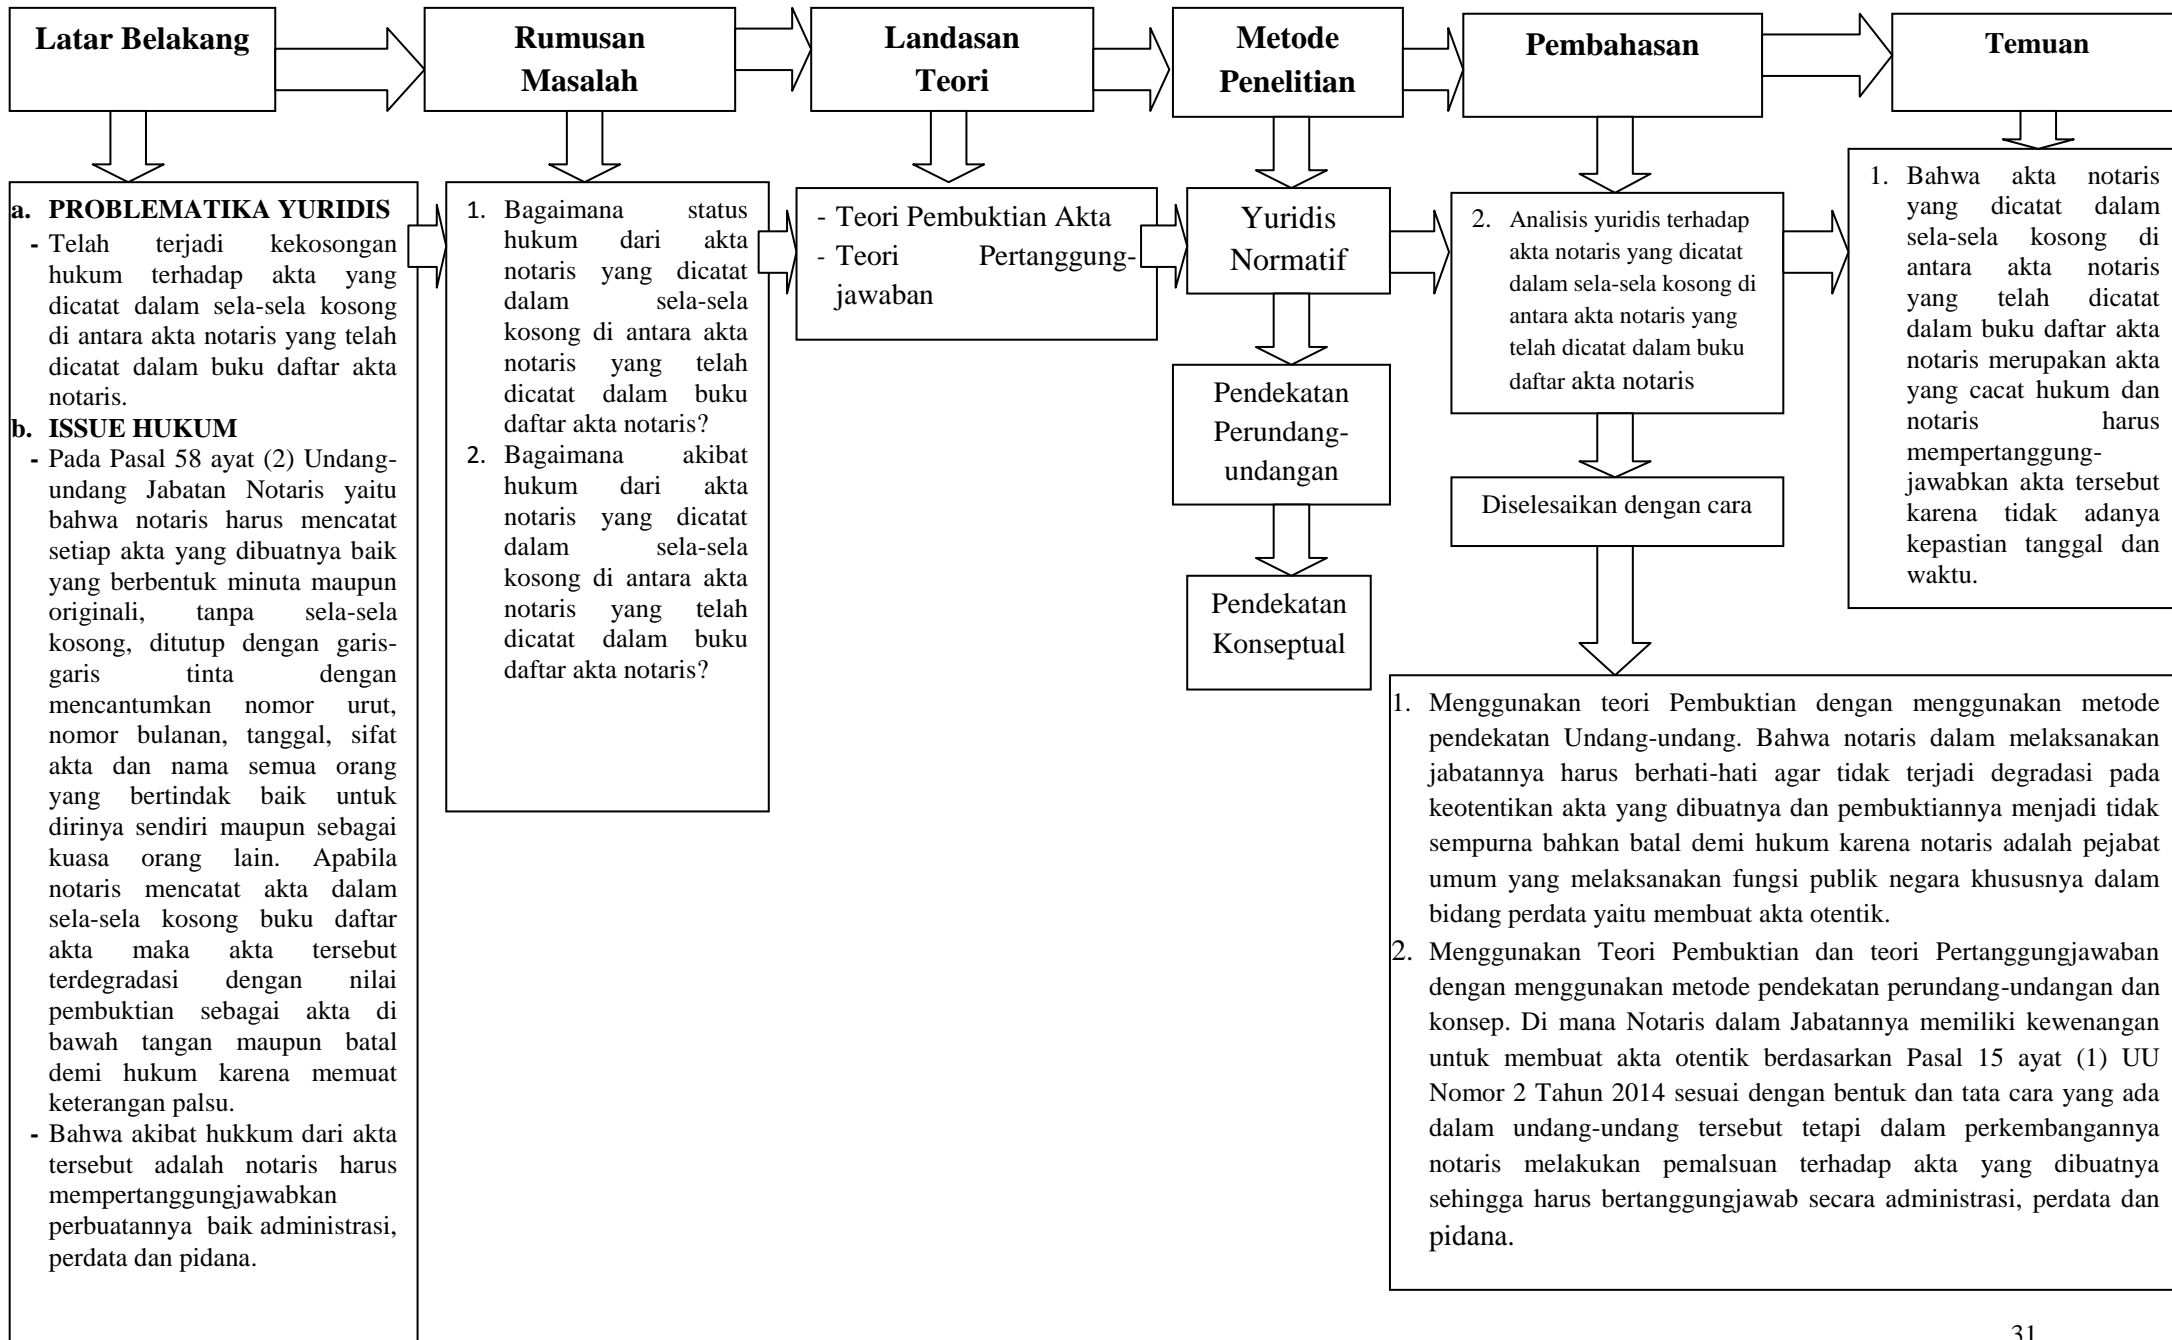 Latar Belakang
Rumusan
Masalah
Landasan
Teori
Metode
Penelitian
Pembahasan
Temuan
a. PROBLEMATIKA YURIDIS
- Telah terjadi kekosongan
hukum terhadap akta yang
dicatat dalam sela-sela kosong
di antara akta notaris yang telah
dicatat dalam buku daftar akta
notaris.
b. ISSUE HUKUM
- Pada Pasal 58 ayat (2) Undang-
undang Jabatan Notaris yaitu
bahwa notaris harus mencatat
setiap akta yang dibuatnya baik
yang berbentuk minuta maupun
originali, tanpa sela-sela
kosong, ditutup dengan garis-
garis tinta dengan
mencantumkan nomor urut,
nomor bulanan, tanggal, sifat
akta dan nama semua orang
yang bertindak baik untuk
dirinya sendiri maupun sebagai
kuasa orang lain. Apabila
notaris mencatat akta dalam
sela-sela kosong buku daftar
akta maka akta tersebut
terdegradasi dengan nilai
pembuktian sebagai akta di
bawah tangan maupun batal
demi hukum karena memuat
keterangan palsu.
- Bahwa akibat hukkum dari akta
tersebut adalah notaris harus
mempertanggungjawabkan
perbuatannya baik administrasi,
perdata dan pidana.
1. Bagaimana status
hukum dari akta
notaris yang dicatat
dalam sela-sela
kosong di antara akta
notaris yang telah
dicatat dalam buku
daftar akta notaris?
2. Bagaimana akibat
hukum dari akta
notaris yang dicatat
dalam sela-sela
kosong di antara akta
notaris yang telah
dicatat dalam buku
daftar akta notaris?
- Teori Pembuktian Akta
- Teori Pertanggung-
jawaban
Yuridis
Normatif
Pendekatan
Perundang-
undangan
Pendekatan
Konseptual
2. Analisis yuridis terhadap
akta notaris yang dicatat
dalam sela-sela kosong di
antara akta notaris yang
telah dicatat dalam buku
daftar akta notaris
Diselesaikan dengan cara
1. Menggunakan teori Pembuktian dengan menggunakan metode
pendekatan Undang-undang. Bahwa notaris dalam melaksanakan
jabatannya harus berhati-hati agar tidak terjadi degradasi pada
keotentikan akta yang dibuatnya dan pembuktiannya menjadi tidak
sempurna bahkan batal demi hukum karena notaris adalah pejabat
umum yang melaksanakan fungsi publik negara khususnya dalam
bidang perdata yaitu membuat akta otentik.
2. Menggunakan Teori Pembuktian dan teori Pertanggungjawaban
dengan menggunakan metode pendekatan perundang-undangan dan
konsep. Di mana Notaris dalam Jabatannya memiliki kewenangan
untuk membuat akta otentik berdasarkan Pasal 15 ayat (1) UU
Nomor 2 Tahun 2014 sesuai dengan bentuk dan tata cara yang ada
dalam undang-undang tersebut tetapi dalam perkembangannya
notaris melakukan pemalsuan terhadap akta yang dibuatnya
sehingga harus bertanggungjawab secara administrasi, perdata dan
pidana.
1. Bahwa akta notaris
yang dicatat dalam
sela-sela kosong di
antara akta notaris
yang telah dicatat
dalam buku daftar akta
notaris merupakan akta
yang cacat hukum dan
notaris harus
mempertanggung-
jawabkan akta tersebut
karena tidak adanya
kepastian tanggal dan
waktu.
31